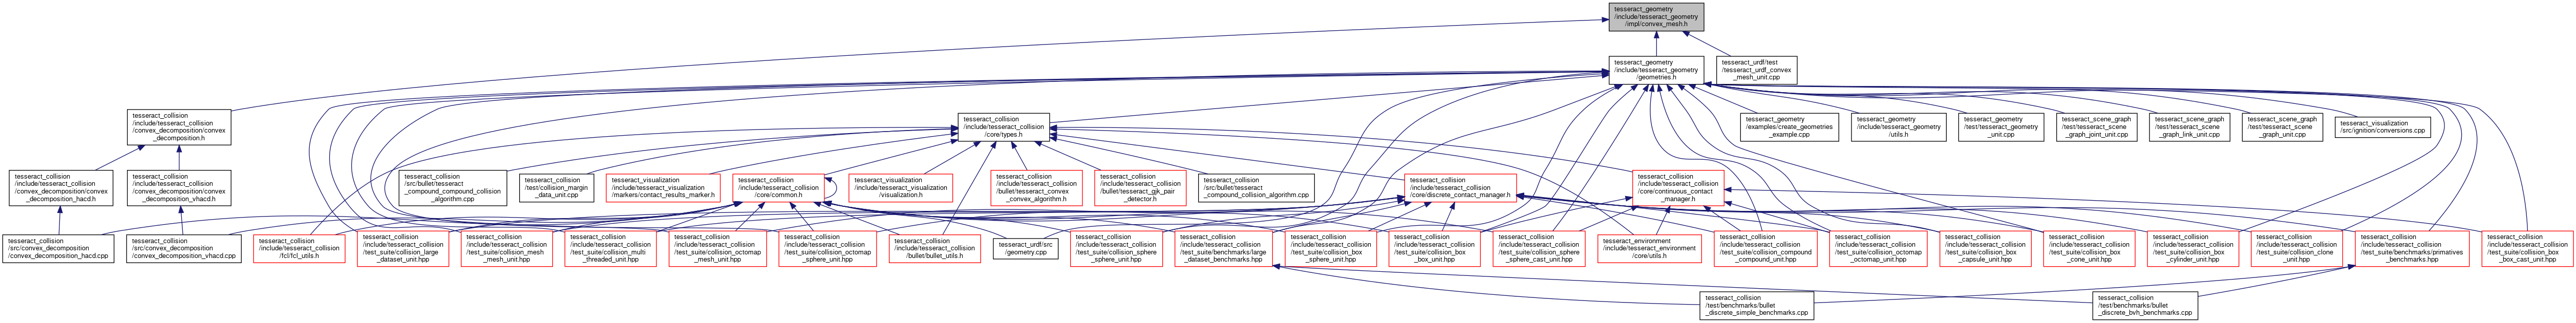 tesseract_geometry
/include/tesseract_geometry
/impl/convex_mesh.h
tesseract_geometry
/include/tesseract_geometry
/geometries.h
tesseract_urdf/test
/tesseract_urdf_convex
_mesh_unit.cpp
tesseract_collision
/include/tesseract_collision
/convex_decomposition/convex
_decomposition.h
tesseract_collision
/include/tesseract_collision
/core/types.h
tesseract_geometry
/examples/create_geometries
_example.cpp
tesseract_geometry
/include/tesseract_geometry
/utils.h
tesseract_geometry
/test/tesseract_geometry
_unit.cpp
tesseract_scene_graph
/test/tesseract_scene
_graph_joint_unit.cpp
tesseract_scene_graph
/test/tesseract_scene
_graph_link_unit.cpp
tesseract_scene_graph
/test/tesseract_scene
_graph_unit.cpp
tesseract_visualization
/src/ignition/conversions.cpp
tesseract_collision
/include/tesseract_collision
/convex_decomposition/convex
_decomposition_hacd.h
tesseract_collision
/include/tesseract_collision
/convex_decomposition/convex
_decomposition_vhacd.h
tesseract_collision
/src/bullet/tesseract
_compound_compound_collision
_algorithm.cpp
tesseract_collision
/test/collision_margin
_data_unit.cpp
tesseract_visualization
/include/tesseract_visualization
/markers/contact_results_marker.h
tesseract_collision
/include/tesseract_collision
/core/common.h
tesseract_visualization
/include/tesseract_visualization
/visualization.h
tesseract_collision
/include/tesseract_collision
/bullet/tesseract_convex
_convex_algorithm.h
tesseract_collision
/include/tesseract_collision
/bullet/tesseract_gjk_pair
_detector.h
tesseract_collision
/src/bullet/tesseract
_compound_collision_algorithm.cpp
tesseract_collision
/include/tesseract_collision
/core/discrete_contact_manager.h
tesseract_collision
/include/tesseract_collision
/core/continuous_contact
_manager.h
tesseract_collision
/src/convex_decomposition
/convex_decomposition_hacd.cpp
tesseract_collision
/src/convex_decomposition
/convex_decomposition_vhacd.cpp
tesseract_collision
/include/tesseract_collision
/fcl/fcl_utils.h
tesseract_collision
/include/tesseract_collision
/test_suite/collision_large
_dataset_unit.hpp
tesseract_collision
/include/tesseract_collision
/test_suite/collision_mesh
_mesh_unit.hpp
tesseract_collision
/include/tesseract_collision
/test_suite/collision_multi
_threaded_unit.hpp
tesseract_collision
/include/tesseract_collision
/test_suite/collision_octomap
_mesh_unit.hpp
tesseract_collision
/include/tesseract_collision
/test_suite/collision_octomap
_sphere_unit.hpp
tesseract_collision
/include/tesseract_collision
/bullet/bullet_utils.h
tesseract_urdf/src
/geometry.cpp
tesseract_collision
/include/tesseract_collision
/test_suite/collision_sphere
_sphere_unit.hpp
tesseract_collision
/include/tesseract_collision
/test_suite/benchmarks/large
_dataset_benchmarks.hpp
tesseract_collision
/include/tesseract_collision
/test_suite/collision_box
_sphere_unit.hpp
tesseract_collision
/include/tesseract_collision
/test_suite/collision_box
_box_unit.hpp
tesseract_collision
/include/tesseract_collision
/test_suite/collision_sphere
_sphere_cast_unit.hpp
tesseract_environment
/include/tesseract_environment
/core/utils.h
tesseract_collision
/include/tesseract_collision
/test_suite/collision_compound
_compound_unit.hpp
tesseract_collision
/include/tesseract_collision
/test_suite/collision_octomap
_octomap_unit.hpp
tesseract_collision
/include/tesseract_collision
/test_suite/collision_box
_capsule_unit.hpp
tesseract_collision
/include/tesseract_collision
/test_suite/collision_box
_cone_unit.hpp
tesseract_collision
/include/tesseract_collision
/test_suite/collision_box
_cylinder_unit.hpp
tesseract_collision
/include/tesseract_collision
/test_suite/collision_clone
_unit.hpp
tesseract_collision
/include/tesseract_collision
/test_suite/benchmarks/primatives
_benchmarks.hpp
tesseract_collision
/include/tesseract_collision
/test_suite/collision_box
_box_cast_unit.hpp
tesseract_collision
/test/benchmarks/bullet
_discrete_simple_benchmarks.cpp
tesseract_collision
/test/benchmarks/bullet
_discrete_bvh_benchmarks.cpp